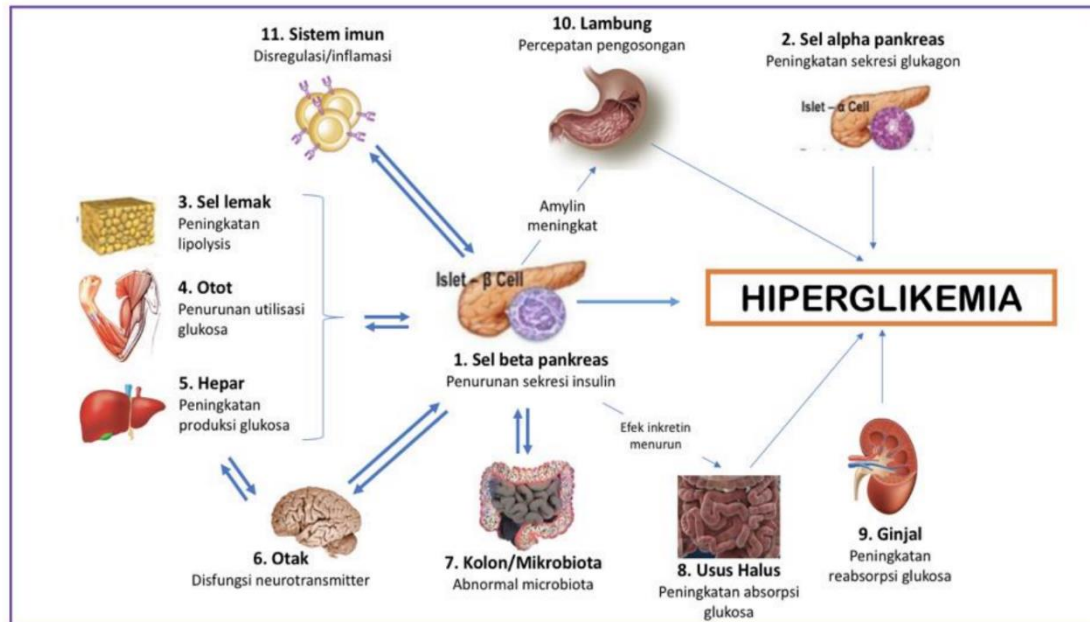 11. Sistem imun
Disregulasi/inflamasi
10. Lambung
Percepatan pengosongan
2. Sel alpha pankreas
Peningkatan sekresi glukagon
Islet – α Cell
3. Sel lemak
Peningkatan
lipolysis
Amylin
meningkat
4. Otot
Penurunan utilisasi
glukosa
Islet – β Cell
HIPERGLIKEMIA
1. Sel beta pankreas
Penurunan sekresi insulin
5. Hepar
Peningkatan
produksi glukosa
Efek inkretin
menurun
6. Otak
Disfungsi neurotransmitter
7. Kolon/Mikrobiota
Abnormal microbiota
8. Usus Halus
Peningkatan absorpsi
glukosa
9. Ginjal
Peningkatan
reabsorpsi glukosa